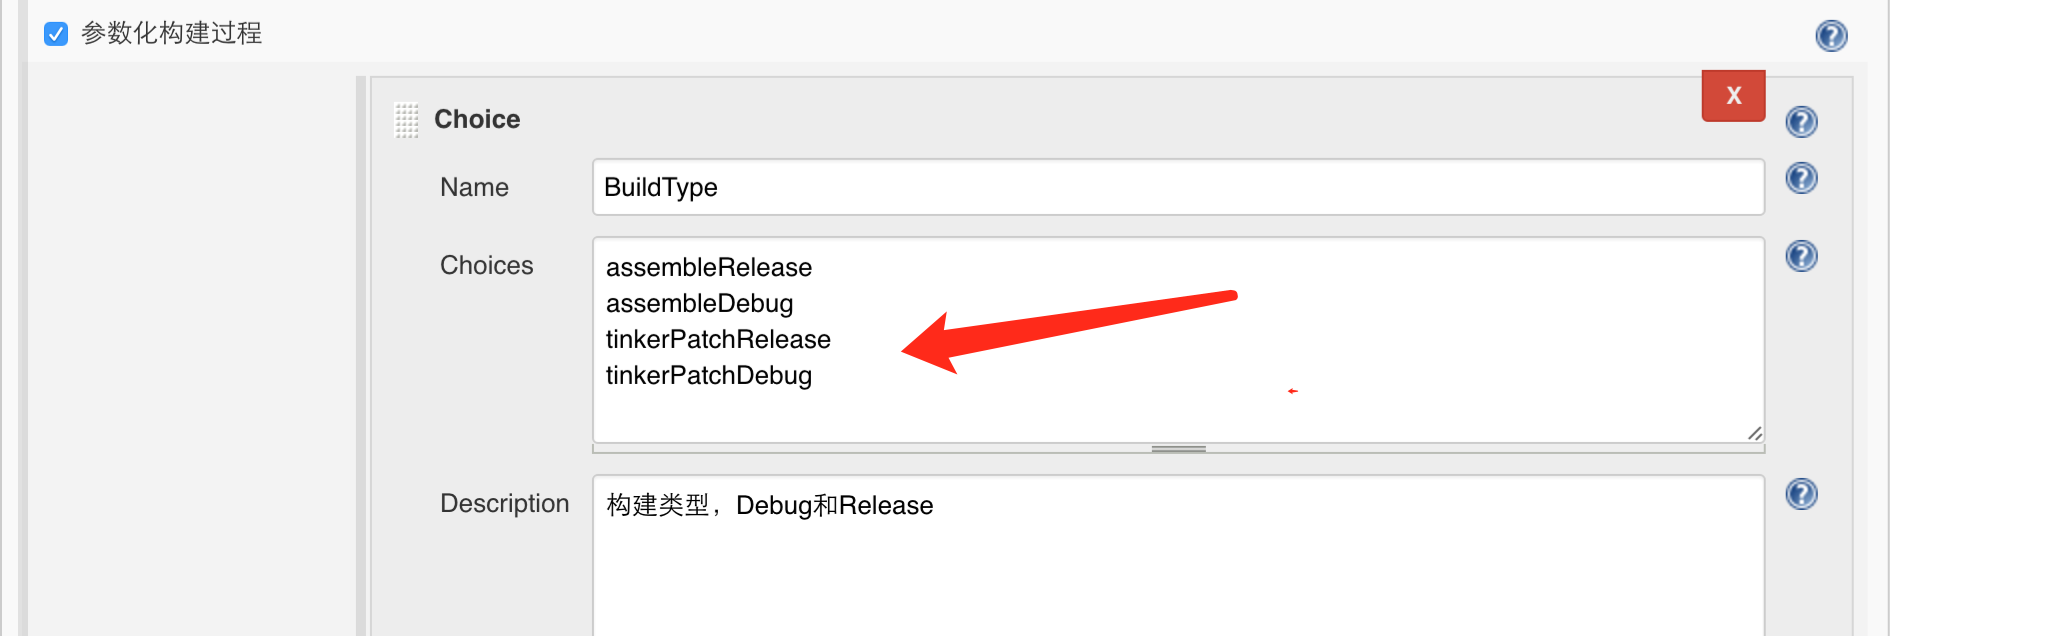 参数化构建过程
X
Choice
Name
BuildType
Choices
assembleRelease
assembleDebug
tinkerPatchRelease
tinkerPatchDebug
Description
构建类型，Debug和Release